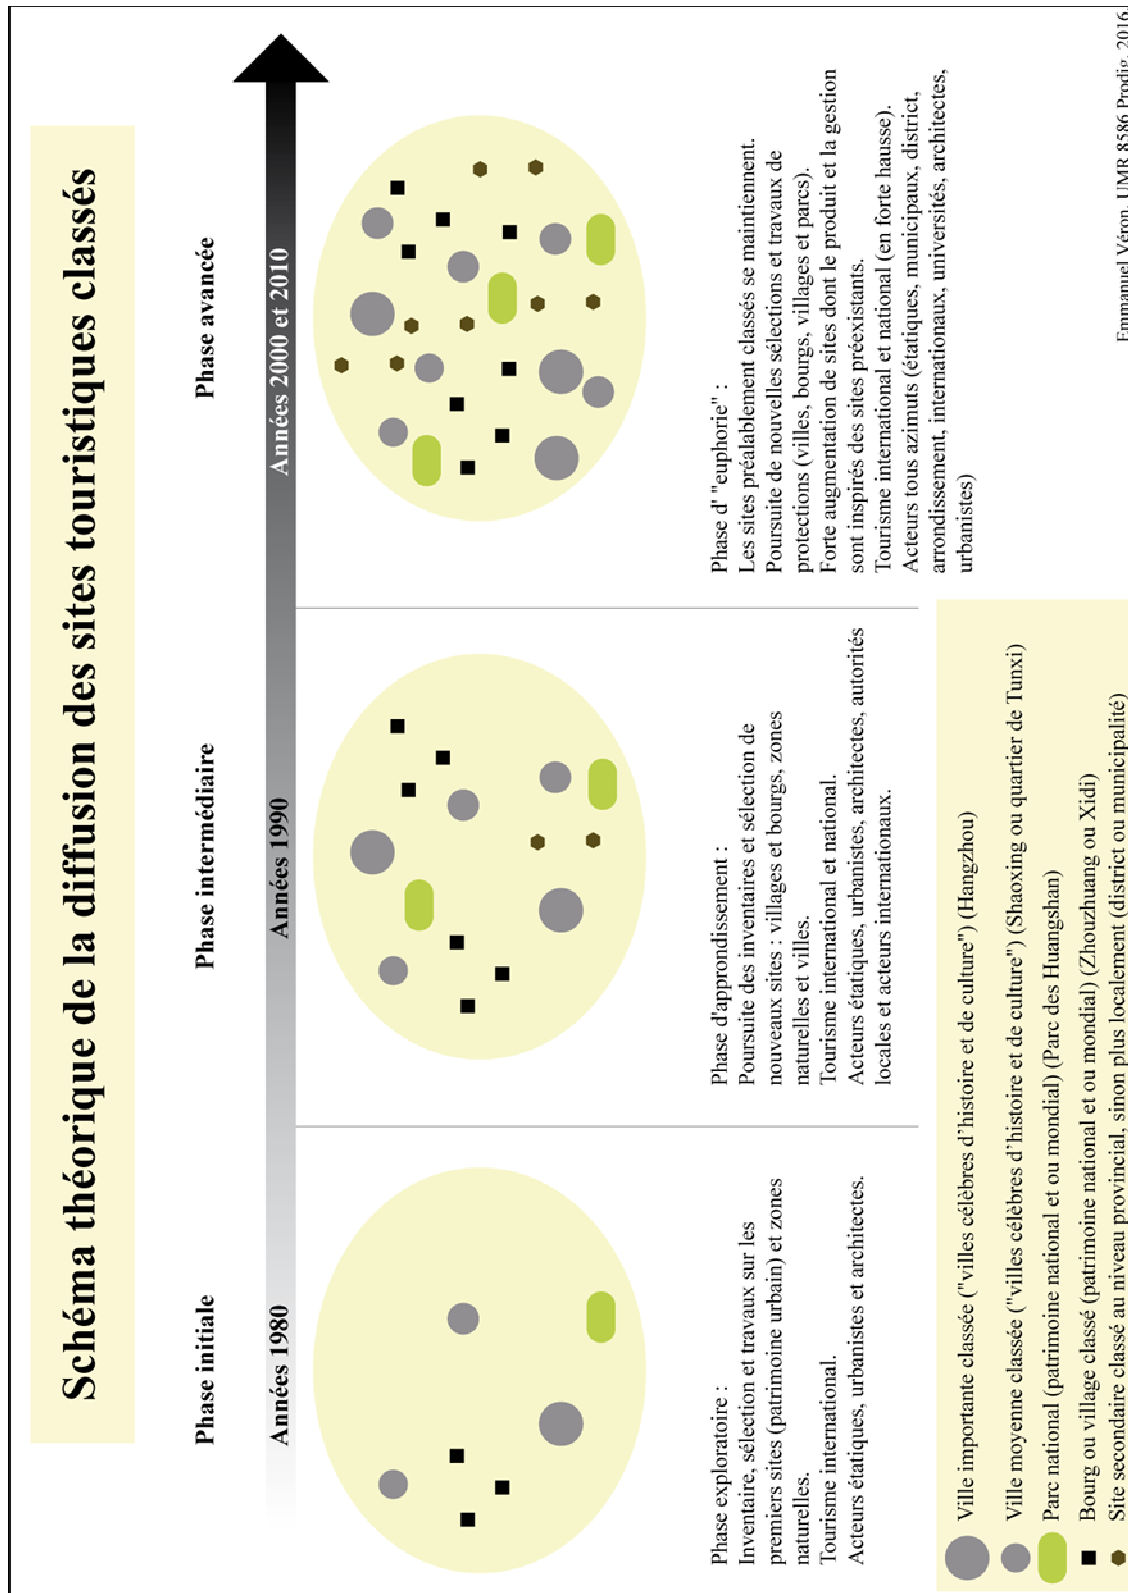 Schéma théorique de la diffusion des sites touristiques classés
Phase initiale
Phase intermédiaire
Phase avancée
Années 1980
Années 1990
Années 2000 et 2010
Phase exploratoire :
Inventaire, sélection et travaux sur les
premiers sites (patrimoine urbain) et zones
naturelles.
Tourisme international.
Acteurs étatiques, urbanistes et architectes.
Phase d'approndissement :
Poursuite des inventaires et sélection de
nouveaux sites : villages et bourgs, zones
naturelles et villes.
Tourisme international et national.
Acteurs étatiques, urbanistes, architectes, autorités
locales et acteurs internationaux.
Phase d' "euphorie" :
Les sites préalablement classés se maintiennent.
Poursuite de nouvelles sélections et travaux de
protections (villes, bourgs, villages et parcs).
Forte augmentation de sites dont le produit et la gestion
sont inspirés des sites préexistants.
Tourisme international et national (en forte hausse).
Acteurs tous azimuts (étatiques, municipaux, district,
arrondissement, internationaux, universités, architectes,
urbanistes)
Ville importante classée ("villes célèbres d'histoire et de culture") (Hangzhou)
Ville moyenne classée ("villes célèbres d'histoire et de culture") (Shaoxing ou quartier de Tunxi)
Parc national (patrimoine national et ou mondial) (Parc des Huangshan)
Bourg ou village classé (patrimoine national et ou mondial) (Zhouzhuang ou Xidi)
Site secondaire classé au niveau provincial, sinon plus localement (district ou municipalité)
Emmanuel Véron, UMR 8586 Prodig, 2016